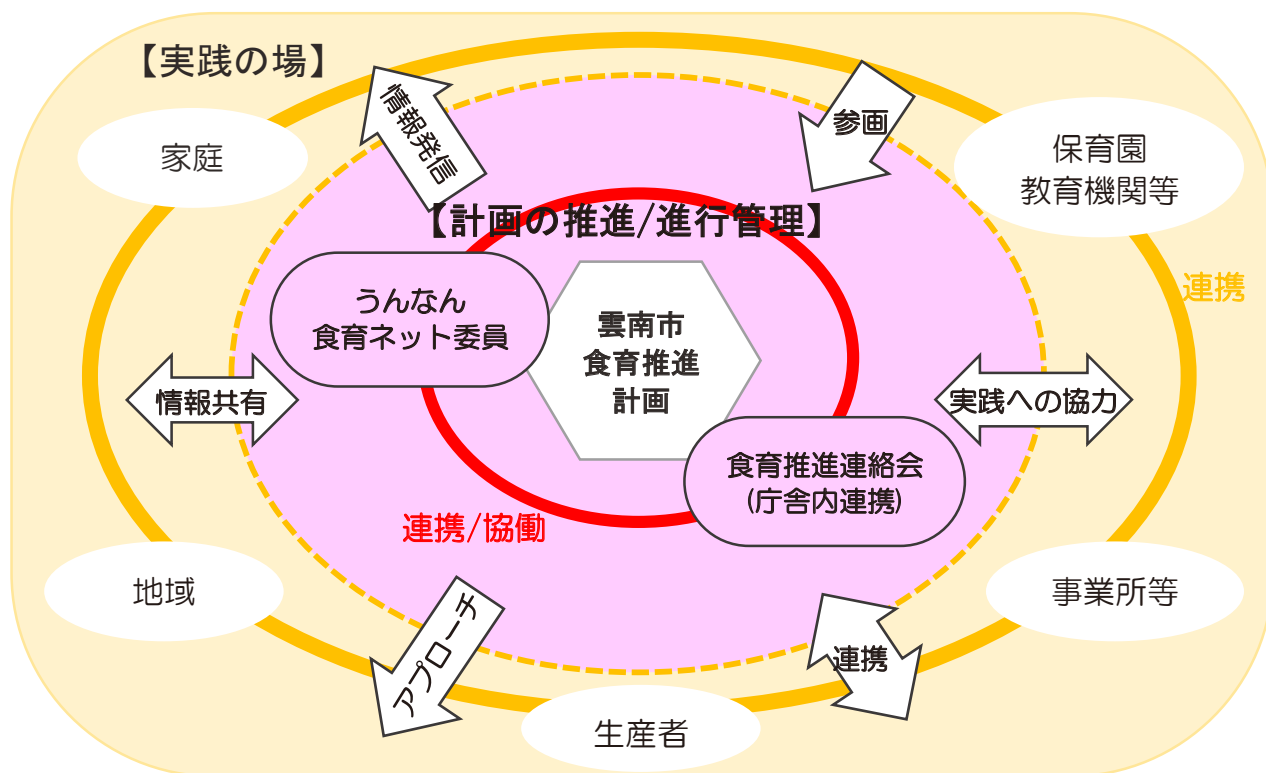 【実践の場】
情報発信
参画
家庭
保育園
教育機関等
【計画の推進/進行管理】
連携
うんなん
食育ネット委員
雲南市
食育推進
計画
情報共有
実践への協力
食育推進連絡会
(庁舎内連携)
連携/協働
地域
アプローチ
事業所等
連携
生産者